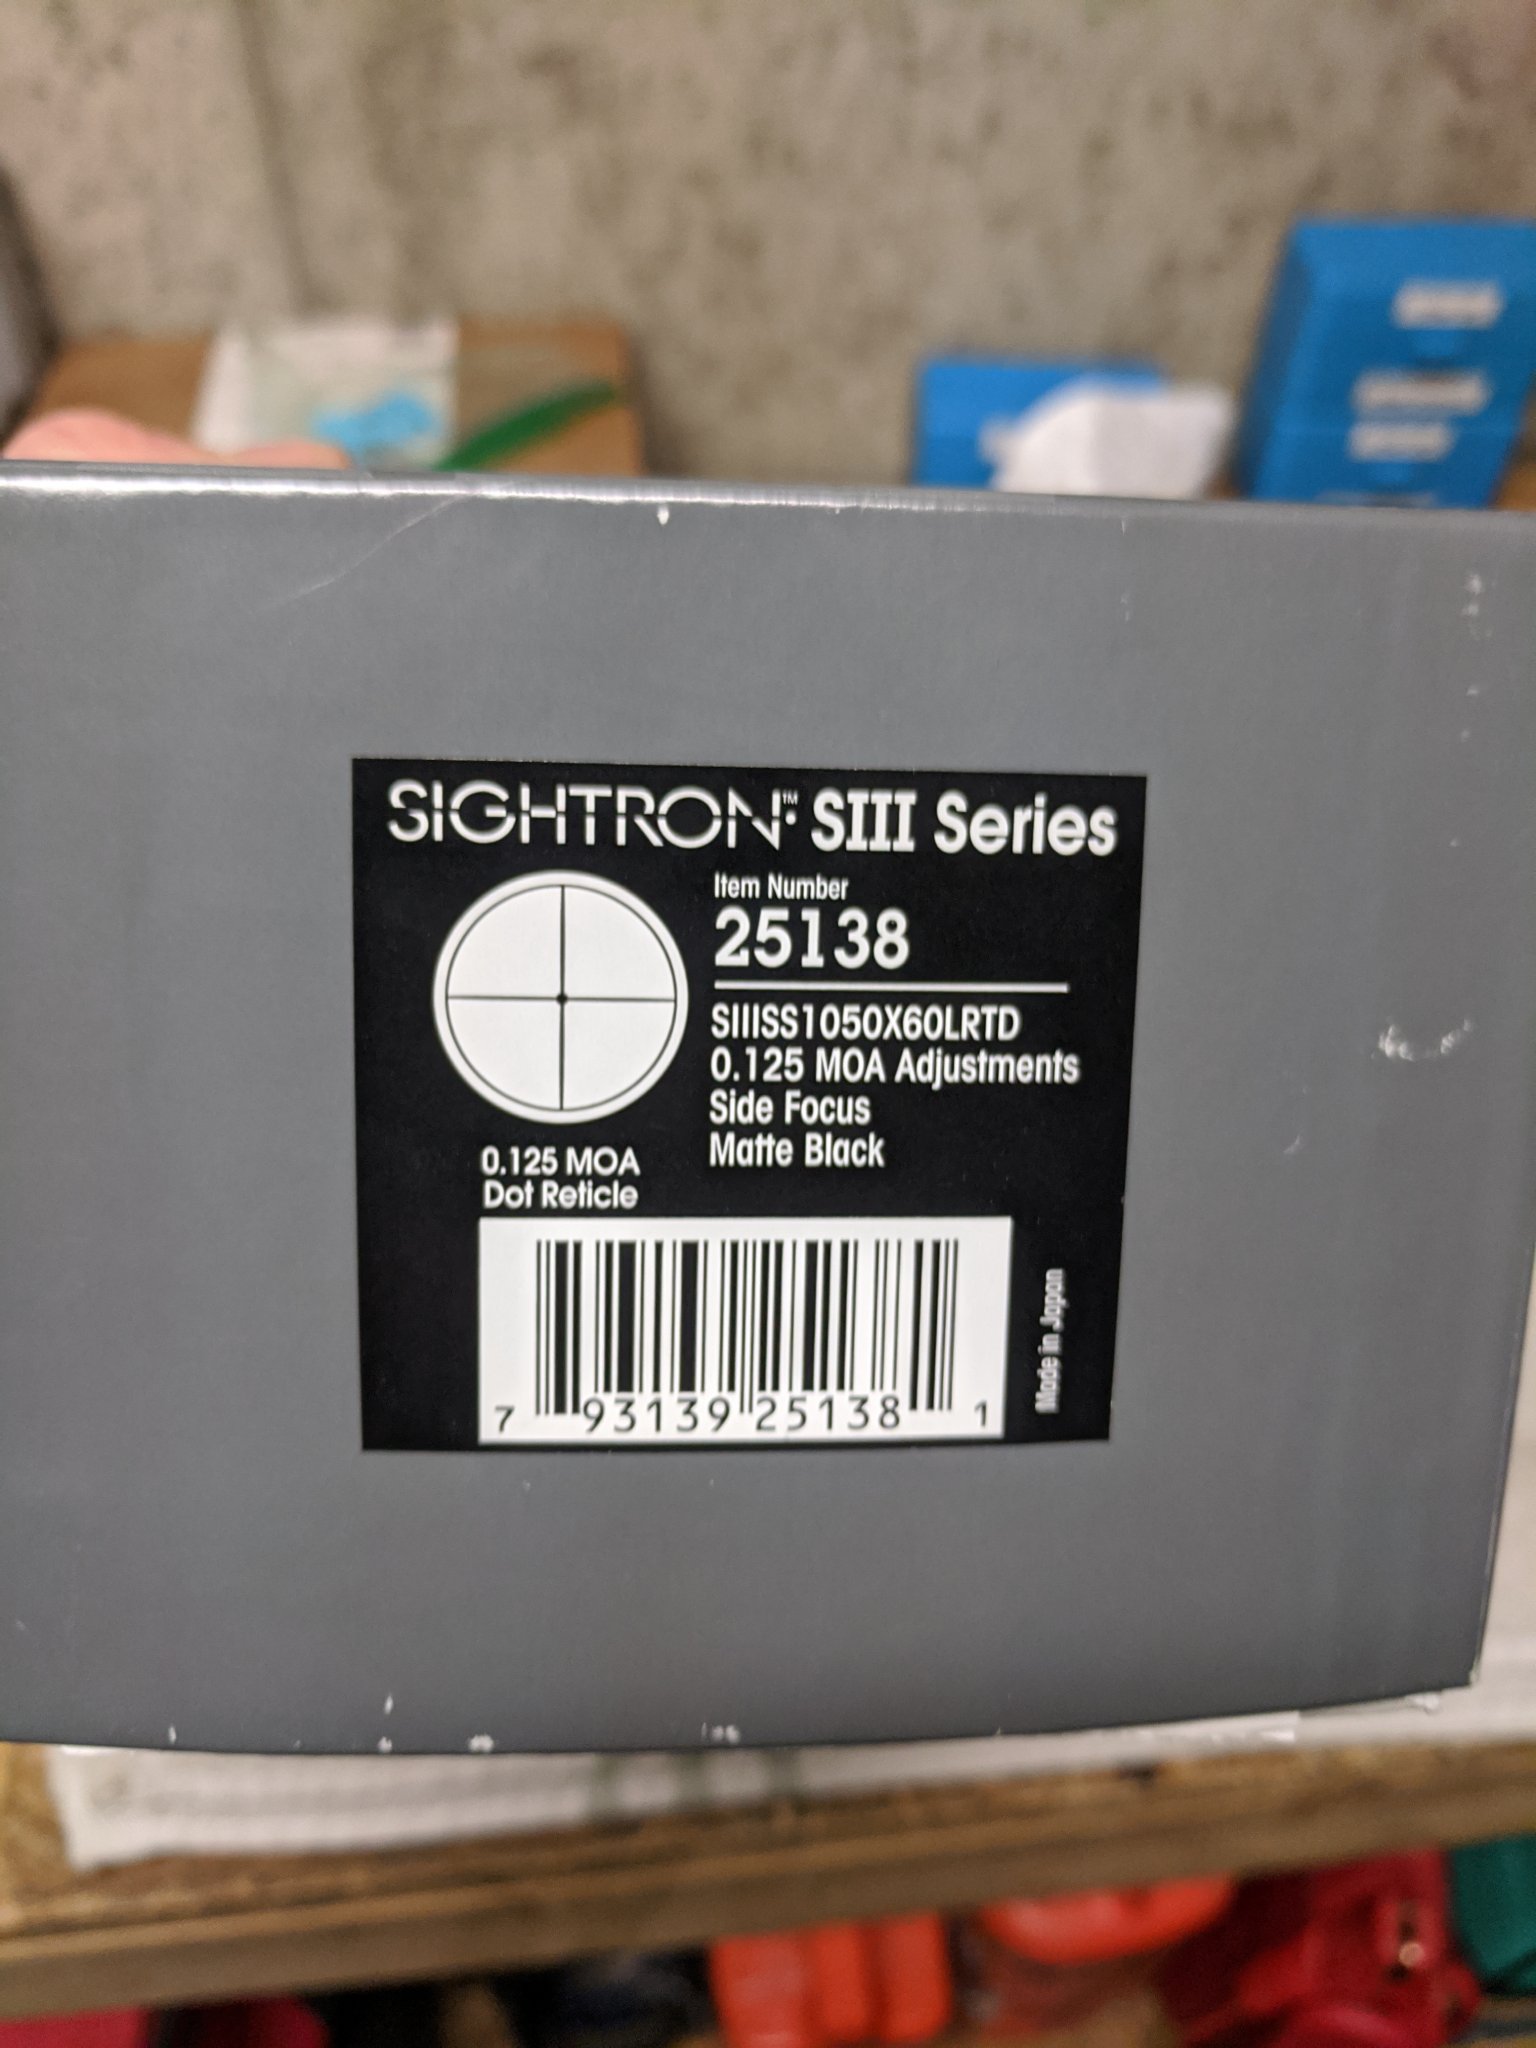 SIGHTRON™ SIII Series
Item Number
25138
SIIISS1050X60LRTD
0.125 MOA Adjustments
Side Focus
Matte Black
0.125 MOA
Dot Reticle
7 93139 25138 1
Made in Japan